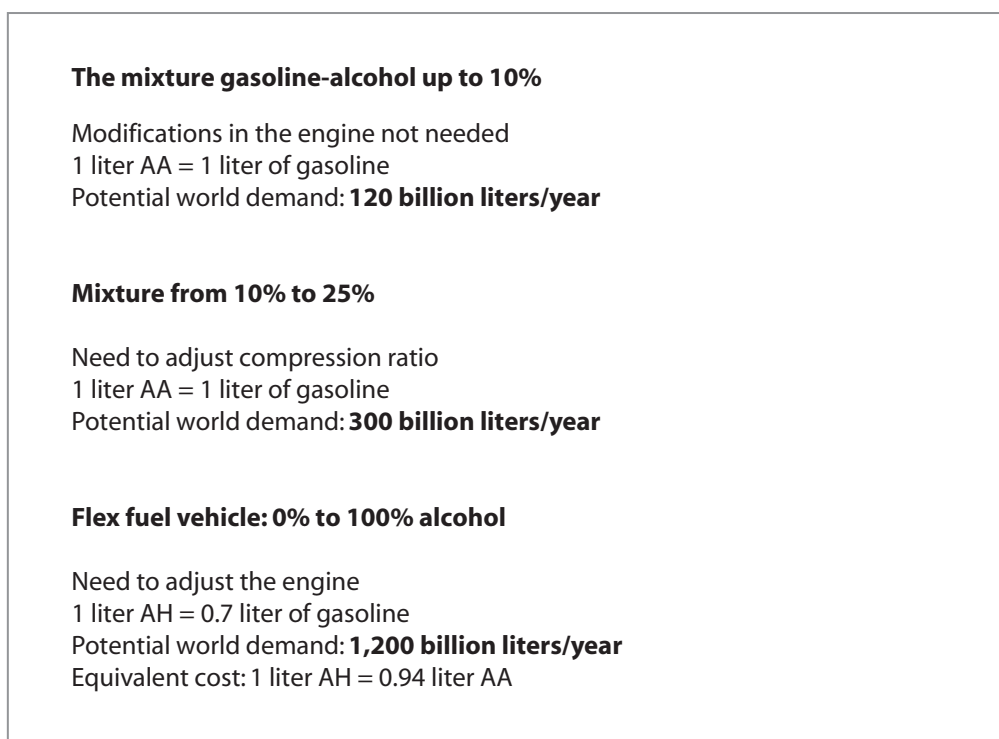 The mixture gasoline-alcohol up to 10%
Modifications in the engine not needed
1 liter AA = 1 liter of gasoline
Potential world demand: 120 billion liters/year
Mixture from 10% to 25%
Need to adjust compression ratio
1 liter AA = 1 liter of gasoline
Potential world demand: 300 billion liters/year
Flex fuel vehicle: 0% to 100% alcohol
Need to adjust the engine
1 liter AH = 0.7 liter of gasoline
Potential world demand: 1,200 billion liters/year
Equivalent cost: 1 liter AH = 0.94 liter AA